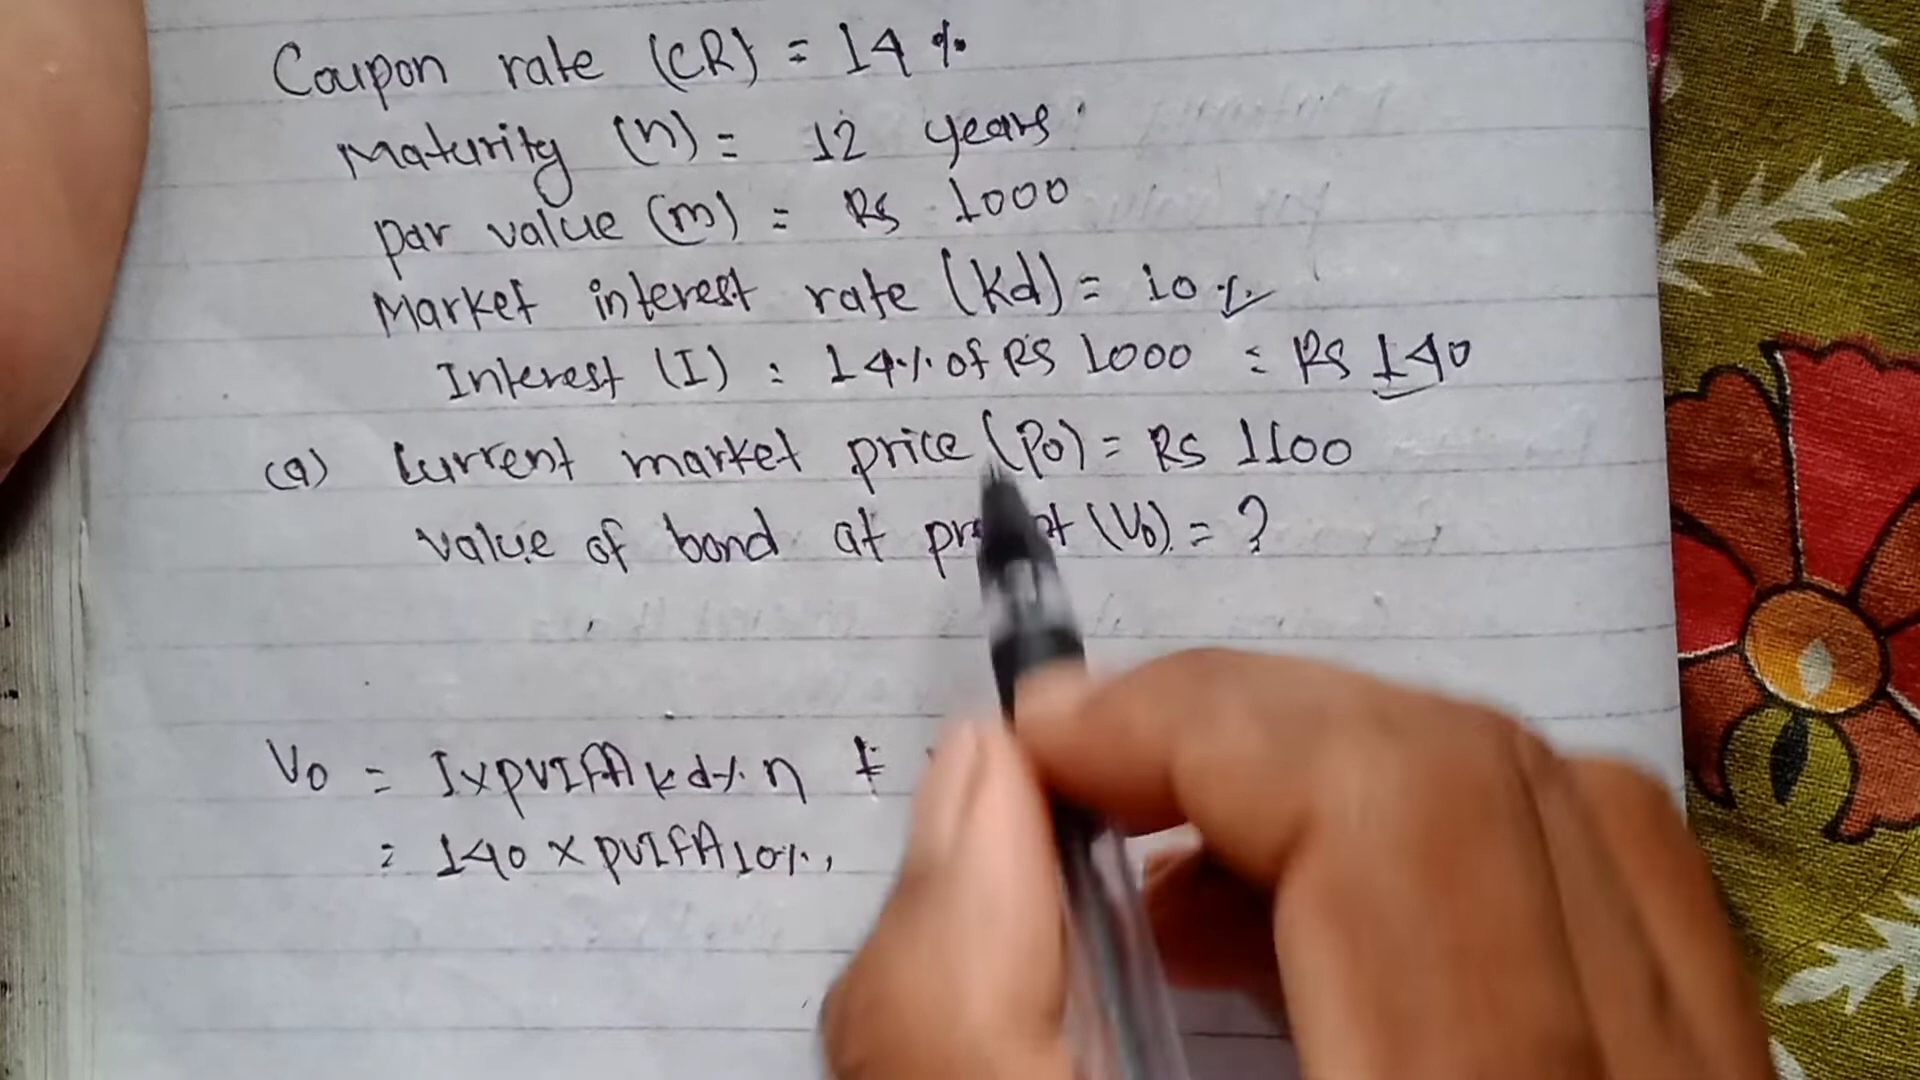 Coupon rate (CR) = 14 %
Maturity (n) = 12 years
par value (m) = Rs 1000
Market interest rate (kd) = 10 %
Interest (I) = 14% of Rs 1000 = Rs 140
(a) Current market price (P0) = Rs 1100
value of bond at (V0) = ?
V0 = I x PVIFA kd%, n +
= 140 x PVIFA 10%,